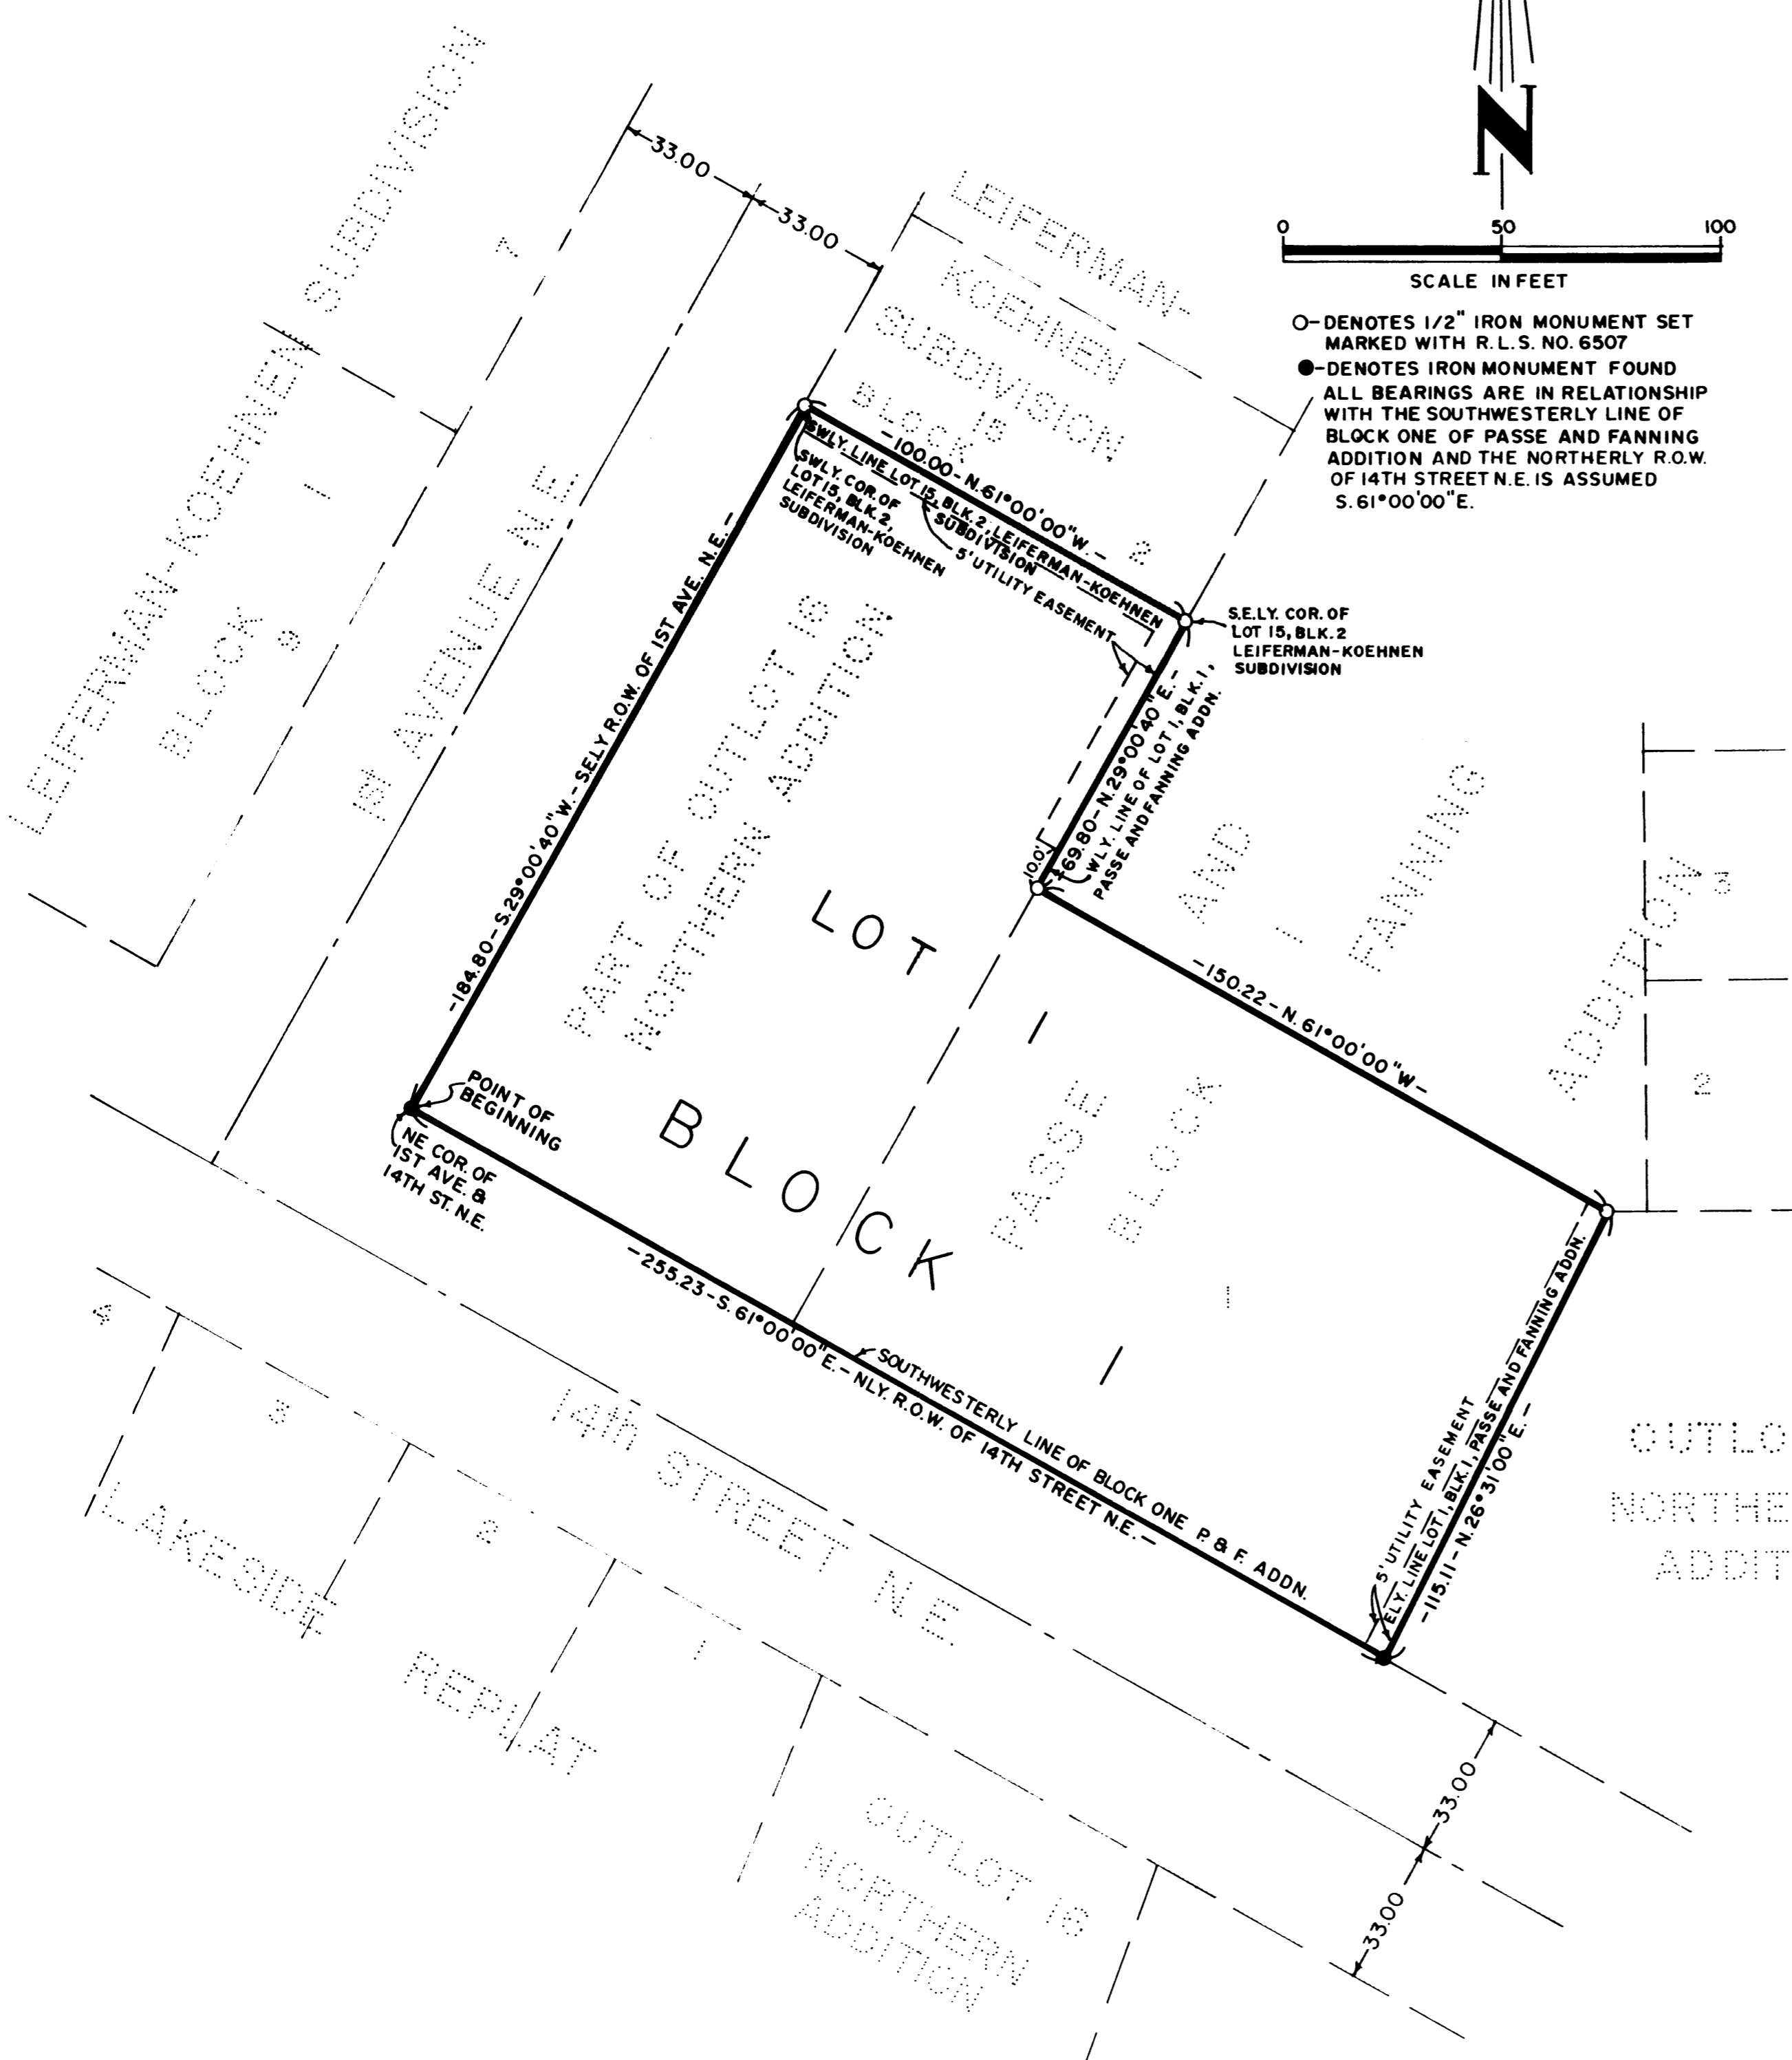 N
0 50 100
SCALE IN FEET
O-DENOTES 1/2" IRON MONUMENT SET
MARKED WITH R.L.S. NO. 6507
●-DENOTES IRON MONUMENT FOUND
ALL BEARINGS ARE IN RELATIONSHIP
WITH THE SOUTHWESTERLY LINE OF
BLOCK ONE OF PASSE AND FANNING
ADDITION AND THE NORTHERLY R.O.W.
OF 14TH STREET N.E. IS ASSUMED
S.61°00'00"E.
LEIFERMAN-KOEHNEN SUBDIVISION
BLOCK 9
1
7
1st AVENUE N E
33.00
33.00
LEIFERMAN-
KOEHNEN
SUBDIVISION
BLOCK
15
2
-100.00-N.61°00'00"W.-
SWLY. LINE LOT 15, BLK.2, LEIFERMAN-KOEHNEN
SUBDIVISION
5' UTILITY EASEMENT
SWLY. COR. OF
LOT 15, BLK. 2,
LEIFERMAN-KOEHNEN
SUBDIVISION
S.E.LY. COR. OF
LOT 15, BLK. 2
LEIFERMAN-KOEHNEN
SUBDIVISION
-184.80-S.29°00'40"W.-S.ELY R.O.W. OF 1ST AVE. N.E.-
PART OF OUTLOT 16
NORTHERN ADDITION
-69.80-N.29°00'40"E.-
WLY. LINE OF LOT 1, BLK. 1,
PASSE AND FANNING ADDN.
10.0'
LOT 1
BLOCK 1
PASSE
AND
FANNING
ADDITION
BLOCK
1
1
3
2
-150.22-N.61°00'00"W-
POINT OF
BEGINNING
NE COR. OF
1ST AVE. &
14TH ST. N.E.
-255.23-S.61°00'00"E.-NLY. R.O.W. OF 14TH STREET N.E.-
SOUTHWESTERLY LINE OF BLOCK ONE P. & F. ADDN.
5' UTILITY EASEMENT
ELY. LINE LOT 1, BLK. 1, PASSE AND FANNING ADDN.
-115.11-N.26°31'00"E.-
OUTLO
NORTHE
ADDIT
14th STREET N E.
4
3
2
1
LAKESIDE
REPLAT
OUTLOT 16
NORTHERN
ADDITION
33.00
33.00